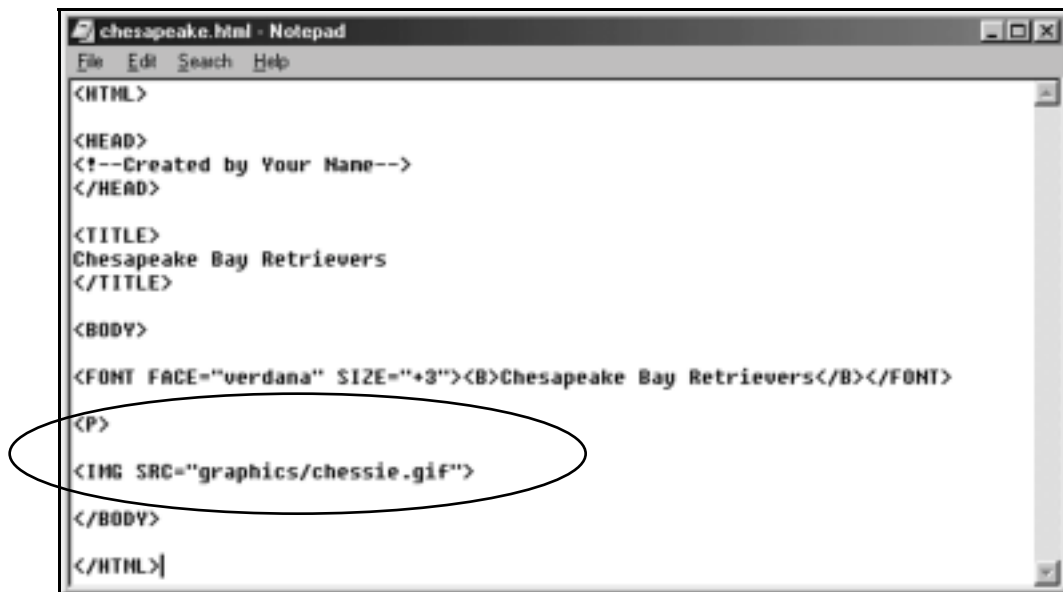 chesapeake.html - Notepad
File Edit Search Help
<HTML>
<HEAD>
<!--Created by Your Name-->
</HEAD>
<TITLE>
Chesapeake Bay Retrievers
</TITLE>
<BODY>
<FONT FACE="verdana" SIZE="+3"><B>Chesapeake Bay Retrievers</B></FONT>
<P>
<IMG SRC="graphics/chessie.gif">
</BODY>
</HTML>